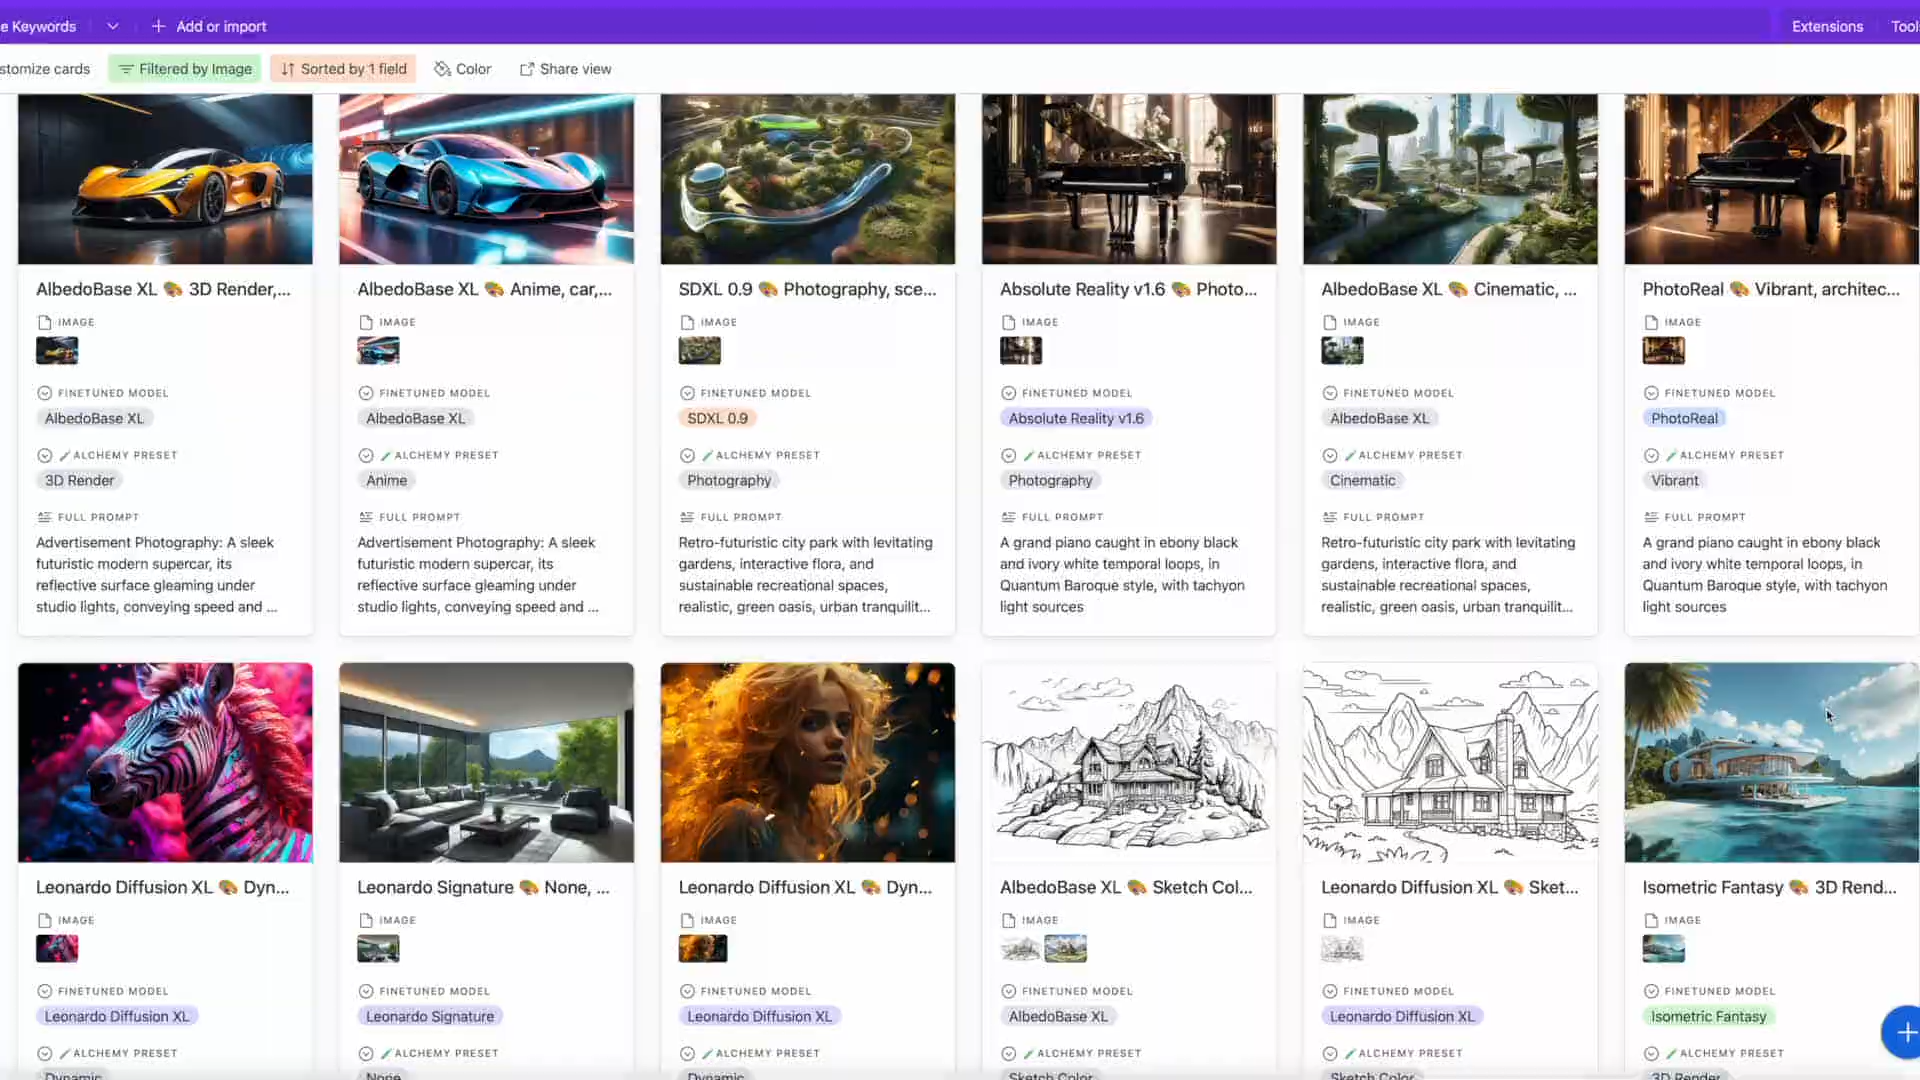 e Keywords
Add or import
Extensions
Tool
stomize cards
Filtered by Image
Sorted by 1 field
Color
Share view
AlbedoBase XL 🎨 3D Render,...
IMAGE
FINETUNED MODEL
AlbedoBase XL
ALCHEMY PRESET
3D Render
FULL PROMPT
Advertisement Photography: A sleek
futuristic modern supercar, its
reflective surface gleaming under
studio lights, conveying speed and ...
AlbedoBase XL 🎨 Anime, car,...
IMAGE
FINETUNED MODEL
AlbedoBase XL
ALCHEMY PRESET
Anime
FULL PROMPT
Advertisement Photography: A sleek
futuristic modern supercar, its
reflective surface gleaming under
studio lights, conveying speed and ...
SDXL 0.9 🎨 Photography, sce...
IMAGE
FINETUNED MODEL
SDXL 0.9
ALCHEMY PRESET
Photography
FULL PROMPT
Retro-futuristic city park with levitating
gardens, interactive flora, and
sustainable recreational spaces,
realistic, green oasis, urban tranquilit...
Absolute Reality v1.6 🎨 Photo...
IMAGE
FINETUNED MODEL
Absolute Reality v1.6
ALCHEMY PRESET
Photography
FULL PROMPT
A grand piano caught in ebony black
and ivory white temporal loops, in
Quantum Baroque style, with tachyon
light sources
AlbedoBase XL 🎨 Cinematic, ...
IMAGE
FINETUNED MODEL
AlbedoBase XL
ALCHEMY PRESET
Cinematic
FULL PROMPT
Retro-futuristic city park with levitating
gardens, interactive flora, and
sustainable recreational spaces,
realistic, green oasis, urban tranquilit...
PhotoReal 🎨 Vibrant, architec...
IMAGE
FINETUNED MODEL
PhotoReal
ALCHEMY PRESET
Vibrant
FULL PROMPT
A grand piano caught in ebony black
and ivory white temporal loops, in
Quantum Baroque style, with tachyon
light sources
Leonardo Diffusion XL 🎨 Dyn...
IMAGE
FINETUNED MODEL
Leonardo Diffusion XL
ALCHEMY PRESET
Dynamic
Leonardo Signature 🎨 None, ...
IMAGE
FINETUNED MODEL
Leonardo Signature
ALCHEMY PRESET
None
Leonardo Diffusion XL 🎨 Dyn...
IMAGE
FINETUNED MODEL
Leonardo Diffusion XL
ALCHEMY PRESET
Dynamic
AlbedoBase XL 🎨 Sketch Col...
IMAGE
FINETUNED MODEL
AlbedoBase XL
ALCHEMY PRESET
Sketch Color
Leonardo Diffusion XL 🎨 Sket...
IMAGE
FINETUNED MODEL
Leonardo Diffusion XL
ALCHEMY PRESET
Sketch Color
Isometric Fantasy 🎨 3D Rend...
IMAGE
FINETUNED MODEL
Isometric Fantasy
ALCHEMY PRESET
3D Render